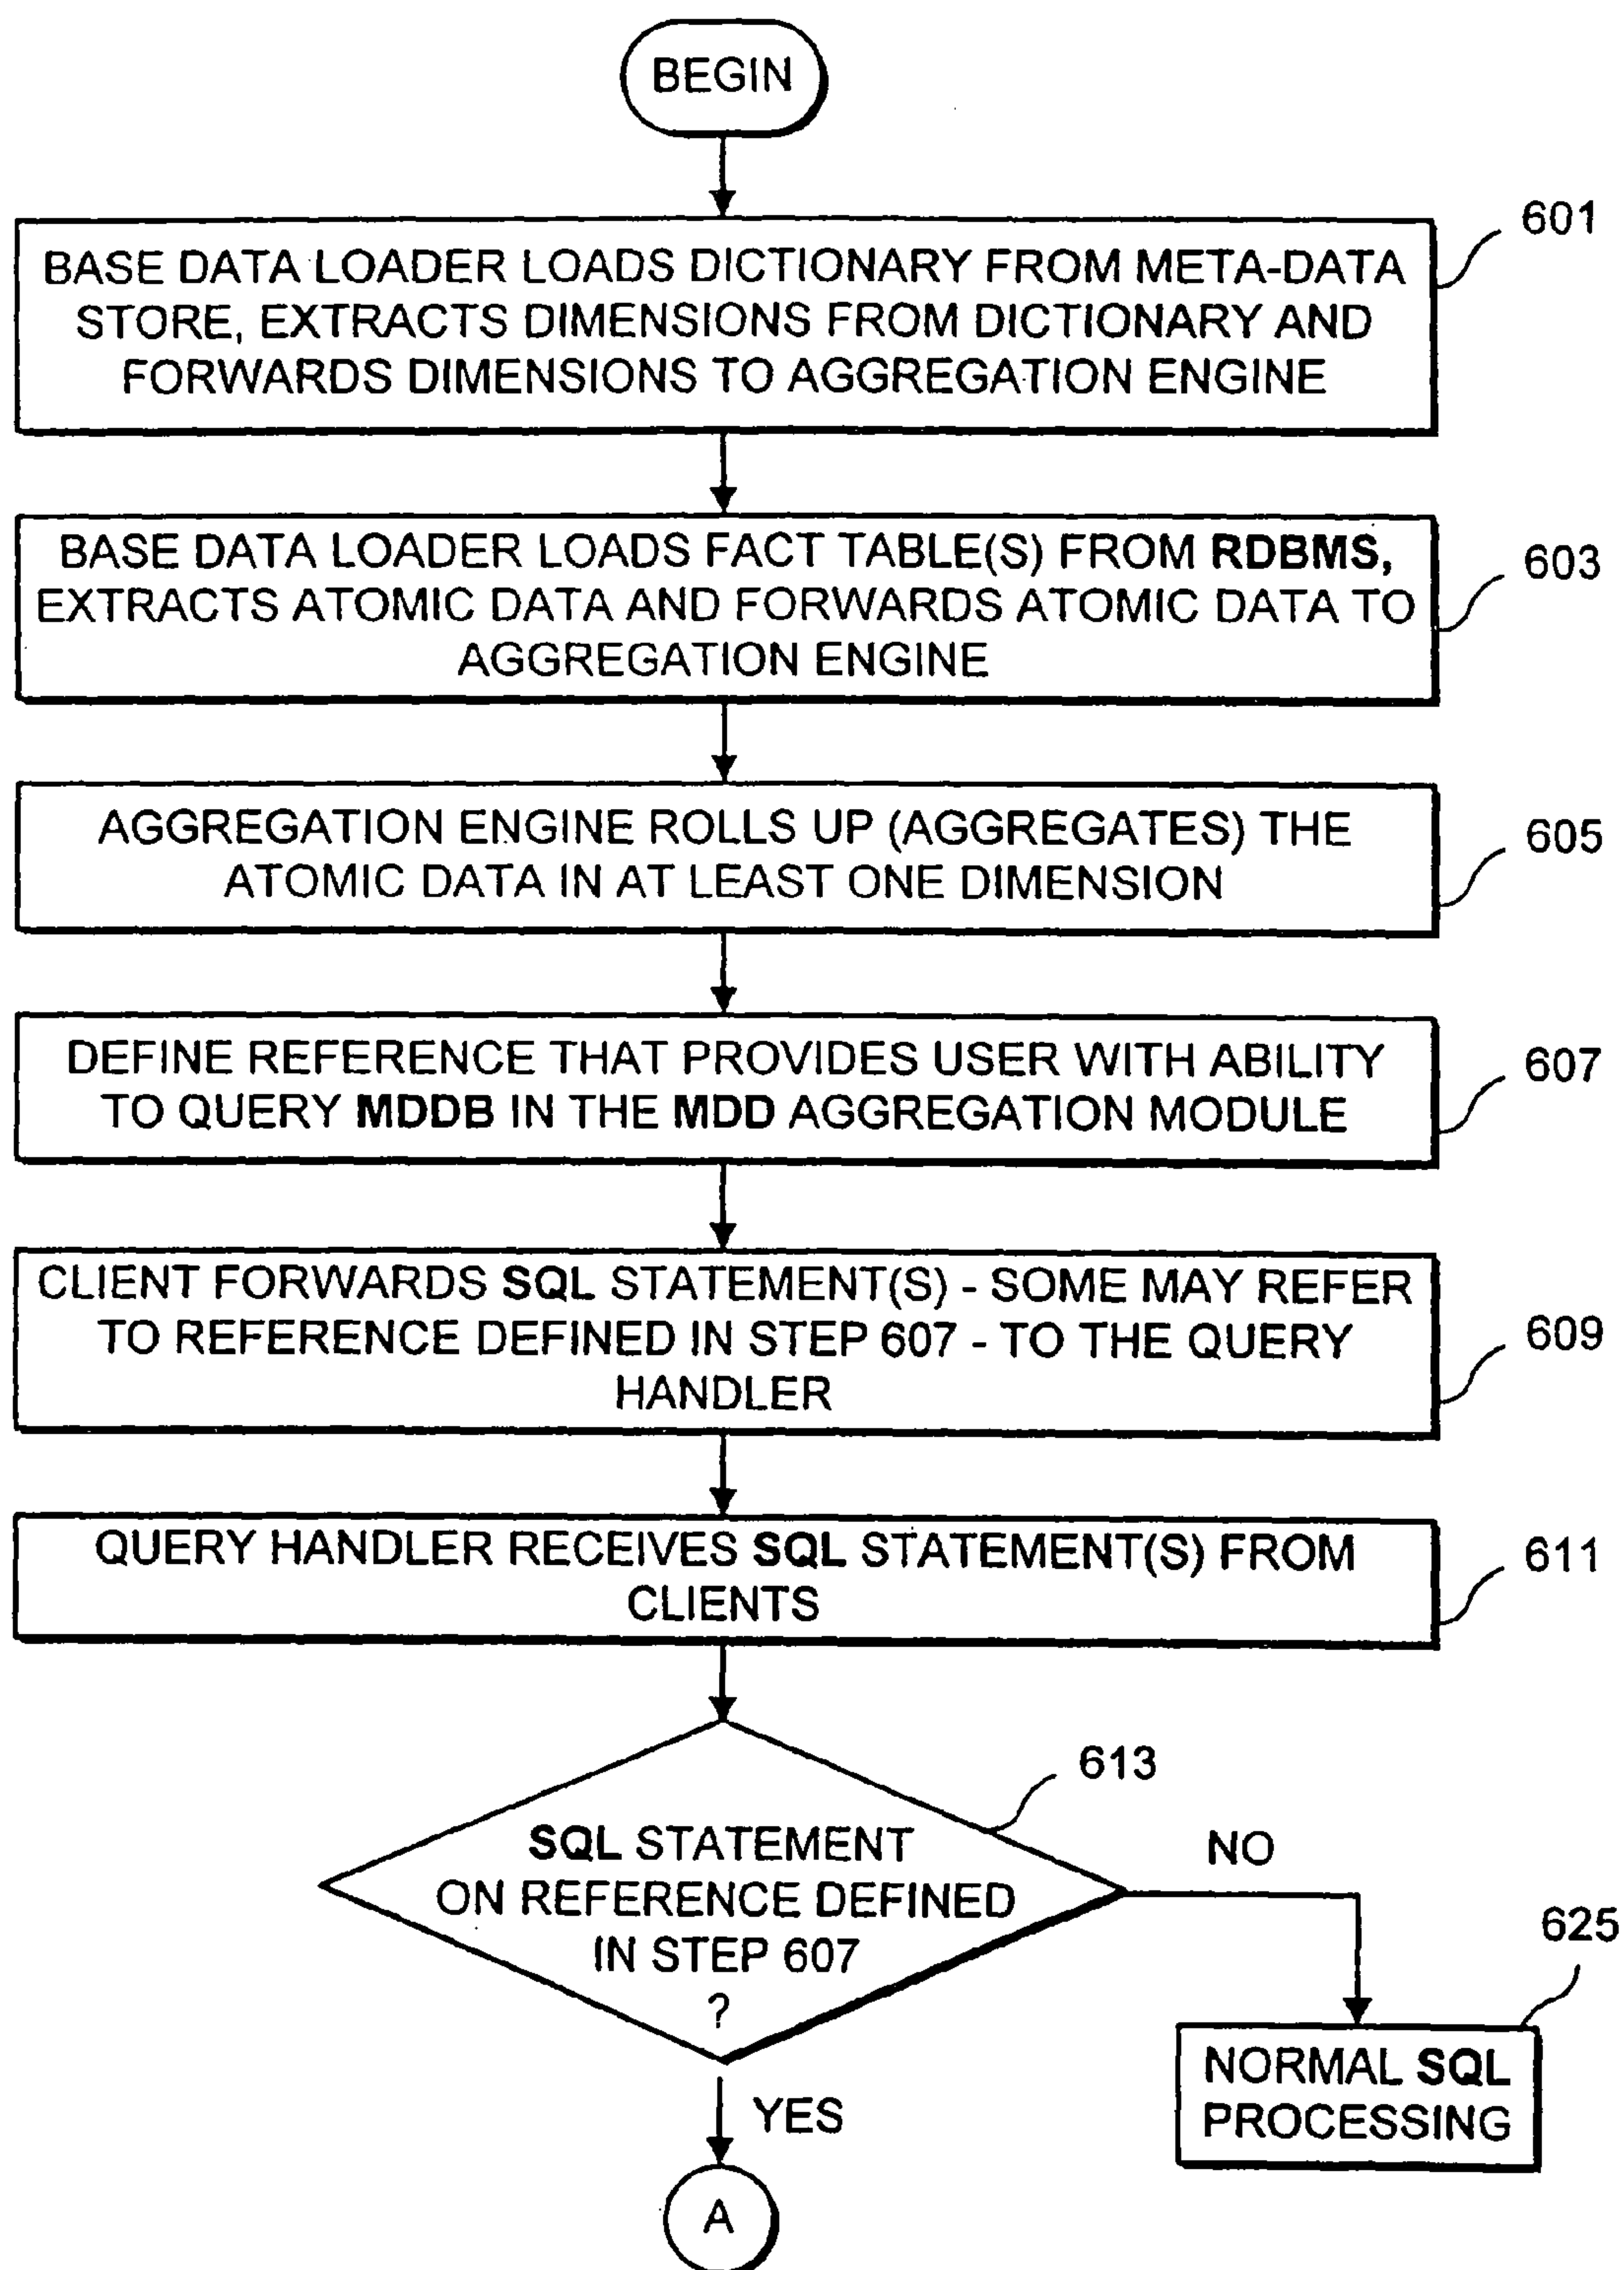 BEGIN
601
BASE DATA LOADER LOADS DICTIONARY FROM META-DATA
STORE, EXTRACTS DIMENSIONS FROM DICTIONARY AND
FORWARDS DIMENSIONS TO AGGREGATION ENGINE
BASE DATA LOADER LOADS FACT TABLE(S) FROM RDBMS,
603
EXTRACTS ATOMIC DATA AND FORWARDS ATOMIC DATA TO
AGGREGATION ENGINE
AGGREGATION ENGINE ROLLS UP (AGGREGATES) THE
605
ATOMIC DATA IN AT LEAST ONE DIMENSION
DEFINE REFERENCE THAT PROVIDES USER WITH ABILITY
607
TO QUERY MDDB IN THE MDD AGGREGATION MODULE
CLIENT FORWARDS SQL STATEMENT(S) - SOME MAY REFER
TO REFERENCE DEFINED IN STEP 607 - TO THE QUERY
609
HANDLER
QUERY HANDLER RECEIVES SQL STATEMENT(S) FROM
611
CLIENTS
613
SQL STATEMENT
ON REFERENCE DEFINED
IN STEP 607
?
NO
625
NORMAL SQL
PROCESSING
YES
A